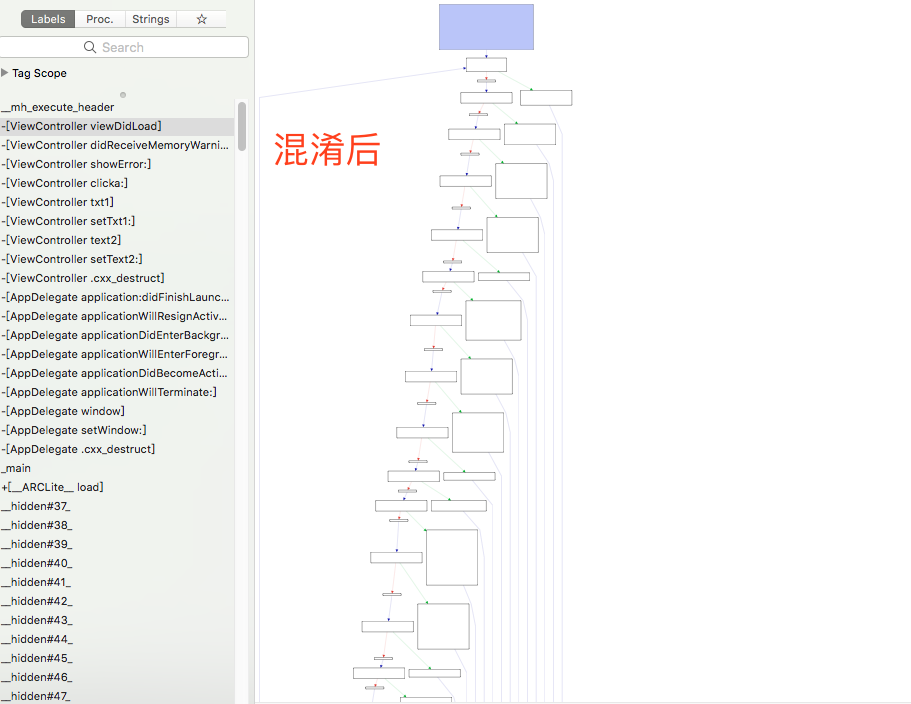 Labels
Proc.
Strings
Search
Tag Scope
__mh_execute_header
-[ViewController viewDidLoad]
-[ViewController didReceiveMemoryWarni...
-[ViewController showError:]
-[ViewController clicka:]
-[ViewController txt1]
-[ViewController setTxt1:]
-[ViewController text2]
-[ViewController setText2:]
-[ViewController .cxx_destruct]
-[AppDelegate application:didFinishLaunc...
-[AppDelegate applicationWillResignActiv...
-[AppDelegate applicationDidEnterBackgr...
-[AppDelegate applicationWillEnterForegr...
-[AppDelegate applicationDidBecomeActi...
-[AppDelegate applicationWillTerminate:]
-[AppDelegate window]
-[AppDelegate setWindow:]
-[AppDelegate .cxx_destruct]
_main
+[__ARCLite__ load]
__hidden#37_
__hidden#38_
__hidden#39_
__hidden#40_
__hidden#41_
__hidden#42_
__hidden#43_
__hidden#44_
__hidden#45_
__hidden#46_
__hidden#47_
混淆后